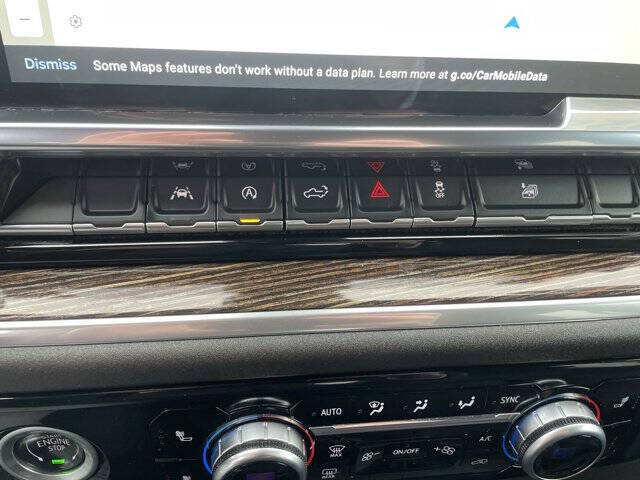 Dismiss Some Maps features don't work without a data plan. Learn more at g.co/CarMobileData
A OFF
AUTO SYNC
A/C
START
ENGINE
STOP
MAX ON/OFF
REAR